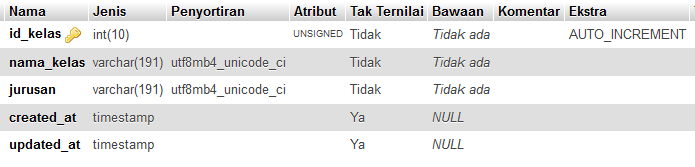 Nama Jenis Penyortiran Atribut Tak Ternilai Bawaan Komentar Ekstra
id_kelas int(10) UNSIGNED Tidak Tidak ada AUTO_INCREMENT
nama_kelas varchar(191) utf8mb4_unicode_ci Tidak Tidak ada
jurusan varchar(191) utf8mb4_unicode_ci Tidak Tidak ada
created_at timestamp Ya NULL
updated_at timestamp Ya NULL